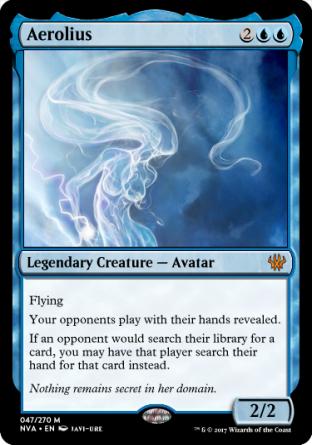 Aerolius 2
Legendary Creature — Avatar
Flying
Your opponents play with their hands revealed.
If an opponent would search their library for a
card, you may have that player search their
hand for that card instead.
Nothing remains secret in her domain.
2/2
047/270 M
NVA • EN IAVI-URE
™ & © 2017 Wizards of the Coast